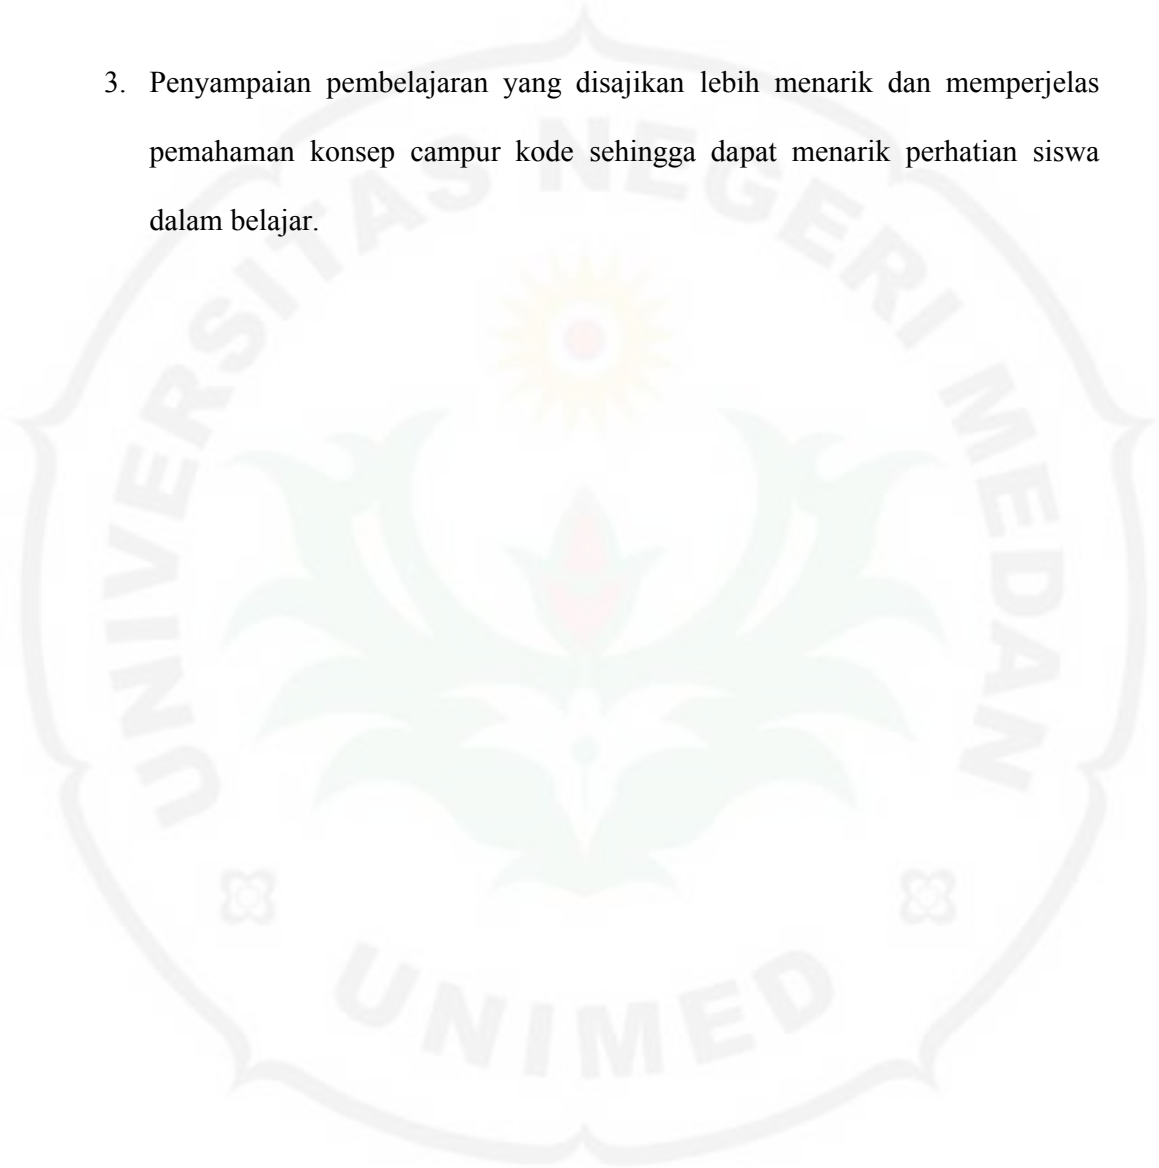 3. Penyampaian pembelajaran yang disajikan lebih menarik dan memperjelas
pemahaman konsep campur kode sehingga dapat menarik perhatian siswa
dalam belajar.
UNIVERSITAS NEGERI MEDAN
UNIMED